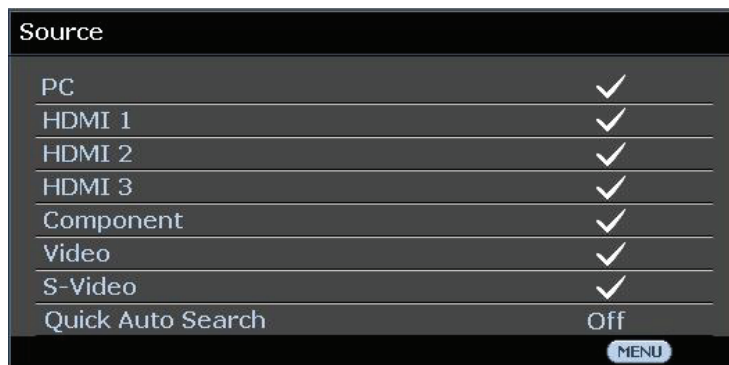 Source
PC
HDMI 1
HDMI 2
HDMI 3
Component
Video
S-Video
Quick Auto Search Off
MENU